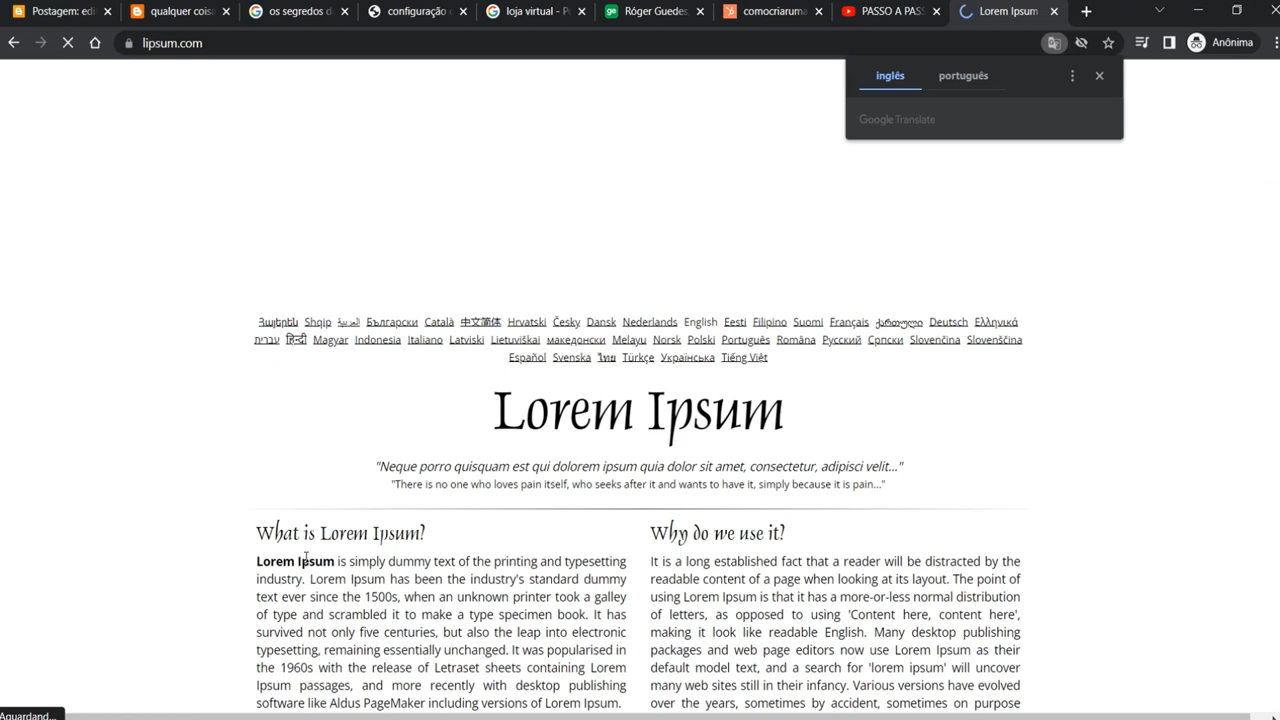 Postagem: edi
qualquer coisa
os segredos da
configuração d
loja virtual - Pe
Róger Guedes,
comocriaruma
PASSO A PASS
Lorem Ipsum
lipsum.com
Anônima
inglês
português
Google Translate
Հայերեն Shqip العربية Български Català 中文简体 Hrvatski Česky Dansk Nederlands English Eesti Filipino Suomi Français ქართული Deutsch Ελληνικά
עברית हिन्दी Magyar Indonesia Italiano Latviski Lietuviškai македонски Melayu Norsk Polski Português Româna Русский Српски Slovenčina Slovenščina
Español Svenska ไทย Türkçe Українська Tiếng Việt
Lorem Ipsum
"Neque porro quisquam est qui dolorem ipsum quia dolor sit amet, consectetur, adipisci velit..."
"There is no one who loves pain itself, who seeks after it and wants to have it, simply because it is pain..."
What is Lorem Ipsum?
Lorem Ipsum is simply dummy text of the printing and typesetting
industry. Lorem Ipsum has been the industry's standard dummy
text ever since the 1500s, when an unknown printer took a galley
of type and scrambled it to make a type specimen book. It has
survived not only five centuries, but also the leap into electronic
typesetting, remaining essentially unchanged. It was popularised in
the 1960s with the release of Letraset sheets containing Lorem
Ipsum passages, and more recently with desktop publishing
software like Aldus PageMaker including versions of Lorem Ipsum.
Why do we use it?
It is a long established fact that a reader will be distracted by the
readable content of a page when looking at its layout. The point of
using Lorem Ipsum is that it has a more-or-less normal distribution
of letters, as opposed to using 'Content here, content here',
making it look like readable English. Many desktop publishing
packages and web page editors now use Lorem Ipsum as their
default model text, and a search for 'lorem ipsum' will uncover
many web sites still in their infancy. Various versions have evolved
over the years, sometimes by accident, sometimes on purpose
Aguardand...